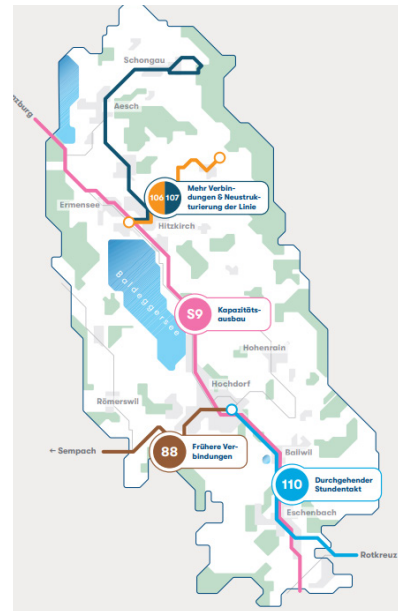 Schongau
Aesch
nzburg
106 107
Mehr Verbin-
dungen & Neustruk-
turierung der Linie
Ermensee
Hitzkirch
Baldeggersee
S9
Kapazitäts-
ausbau
Hohenrain
Hochdorf
Römerswil
← Sempach
88
Frühere Ver-
bindungen
Ballwil
110
Durchgehender
Stundentakt
Eschenbach
Rotkreuz